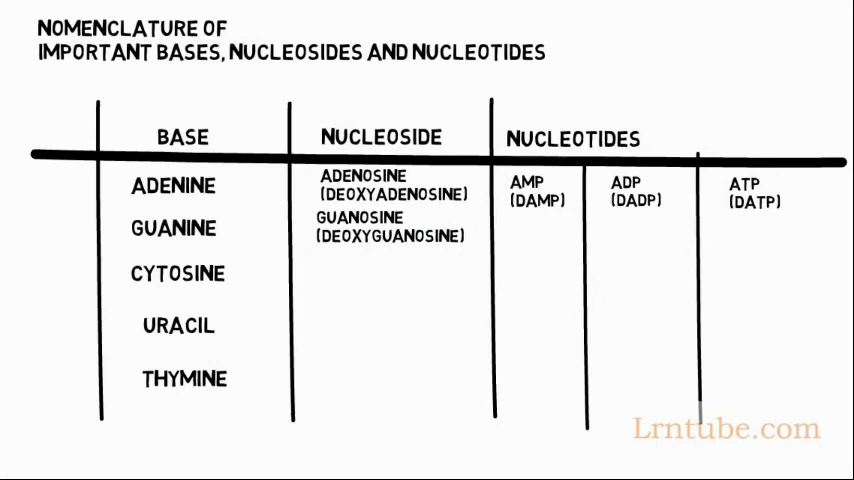 NOMENCLATURE OF
IMPORTANT BASES, NUCLEOSIDES AND NUCLEOTIDES
BASE NUCLEOSIDE NUCLEOTIDES
ADENINE
ADENOSINE
(DEOXYADENOSINE)
AMP
(DAMP)
ADP
(DADP)
ATP
(DATP)
GUANINE
GUANOSINE
(DEOXYGUANOSINE)
CYTOSINE
URACIL
THYMINE
Lrntube.com